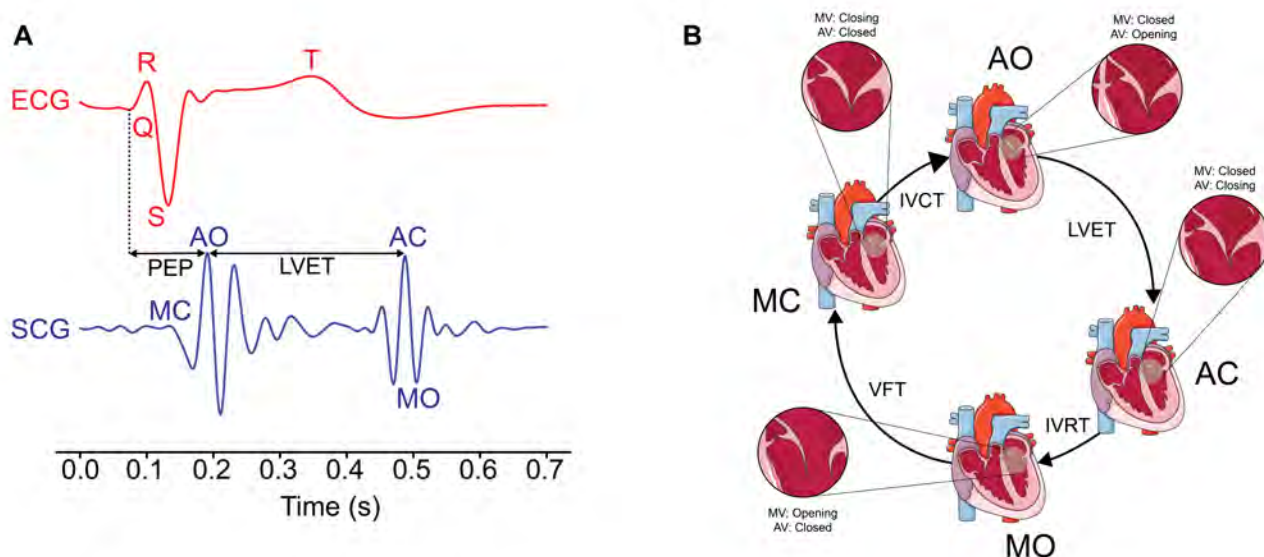 A
ECG
R
Q
S
T
PEP
AO
LVET
AC
SCG
MC
MO
0.0 0.1 0.2 0.3 0.4 0.5 0.6 0.7
Time (s)
B
MV: Closing
AV: Closed
AO
MV: Closed
AV: Opening
IVCT
MV: Closed
AV: Closing
LVET
MC
AC
VFT
IVRT
MV: Opening
AV: Closed
MO